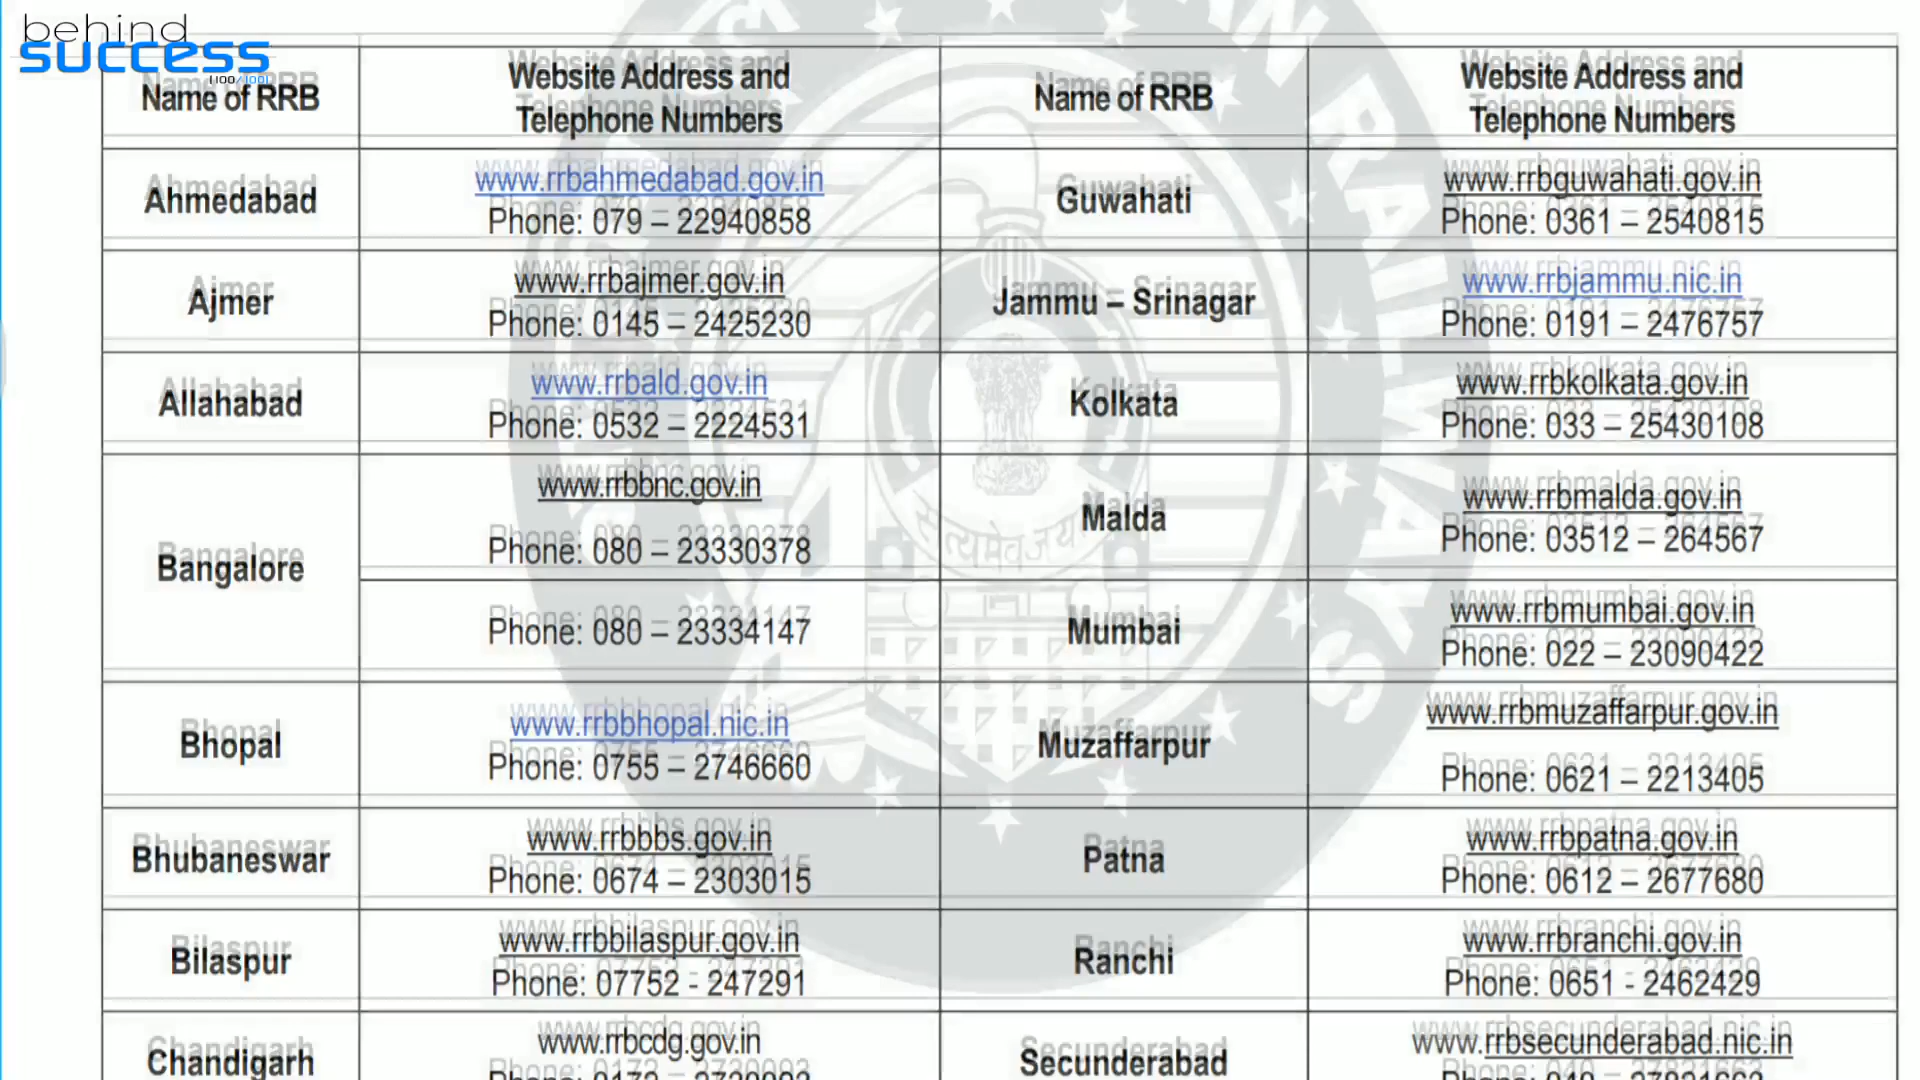 behind
success
100/100
Name of RRB
Website Address and
Telephone Numbers
Name of RRB
Website Address and
Telephone Numbers
Ahmedabad
www.rrbahmedabad.gov.in
Phone: 079 – 22940858
Guwahati
www.rrbguwahati.gov.in
Phone: 0361 – 2540815
Ajmer
www.rrbajmer.gov.in
Phone: 0145 – 2425230
Jammu – Srinagar
www.rrbjammu.nic.in
Phone: 0191 – 2476757
Allahabad
www.rrbald.gov.in
Phone: 0532 – 2224531
Kolkata
www.rrbkolkata.gov.in
Phone: 033 – 25430108
Bangalore
www.rrbbnc.gov.in
Phone: 080 – 23330378
Phone: 080 – 23334147
Malda
www.rrbmalda.gov.in
Phone: 03512 – 264567
Mumbai
www.rrbmumbai.gov.in
Phone: 022 – 23090422
Bhopal
www.rrbbhopal.nic.in
Phone: 0755 – 2746660
Muzaffarpur
www.rrbmuzaffarpur.gov.in
Phone: 0621 – 2213405
Bhubaneswar
www.rrbbbs.gov.in
Phone: 0674 – 2303015
Patna
www.rrbpatna.gov.in
Phone: 0612 – 2677680
Bilaspur
www.rrbbilaspur.gov.in
Phone: 07752 - 247291
Ranchi
www.rrbranchi.gov.in
Phone: 0651 - 2462429
Chandigarh
www.rrbcdg.gov.in
Secunderabad
www.rrbsecunderabad.nic.in
RAILWAYS